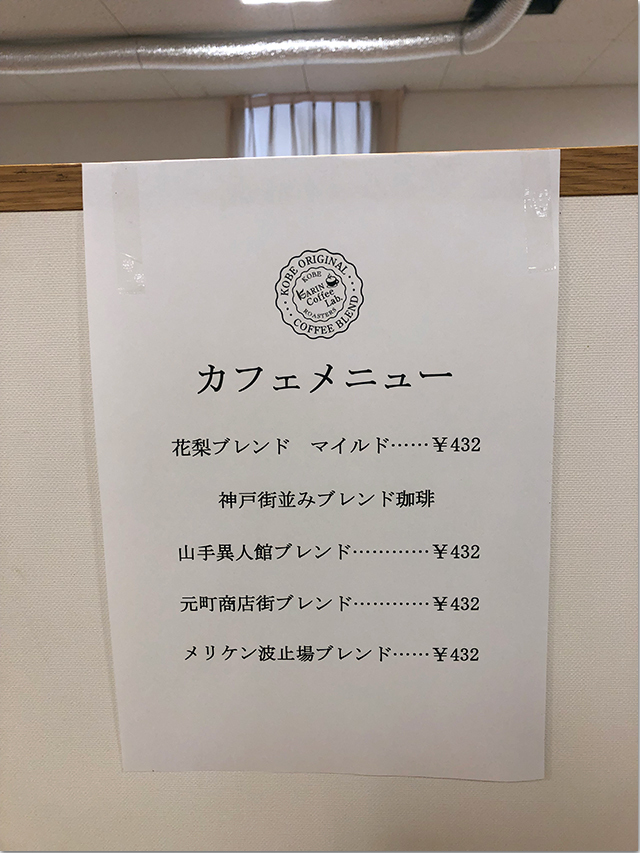 KOBE ORIGINAL
KOBE
KARIN
Coffee
Lab.
ROASTERS
COFFEE BLEND
カフェメニュー
花梨ブレンド　マイルド……￥432
神戸街並みブレンド珈琲
山手異人館ブレンド…………￥432
元町商店街ブレンド…………￥432
メリケン波止場ブレンド……￥432